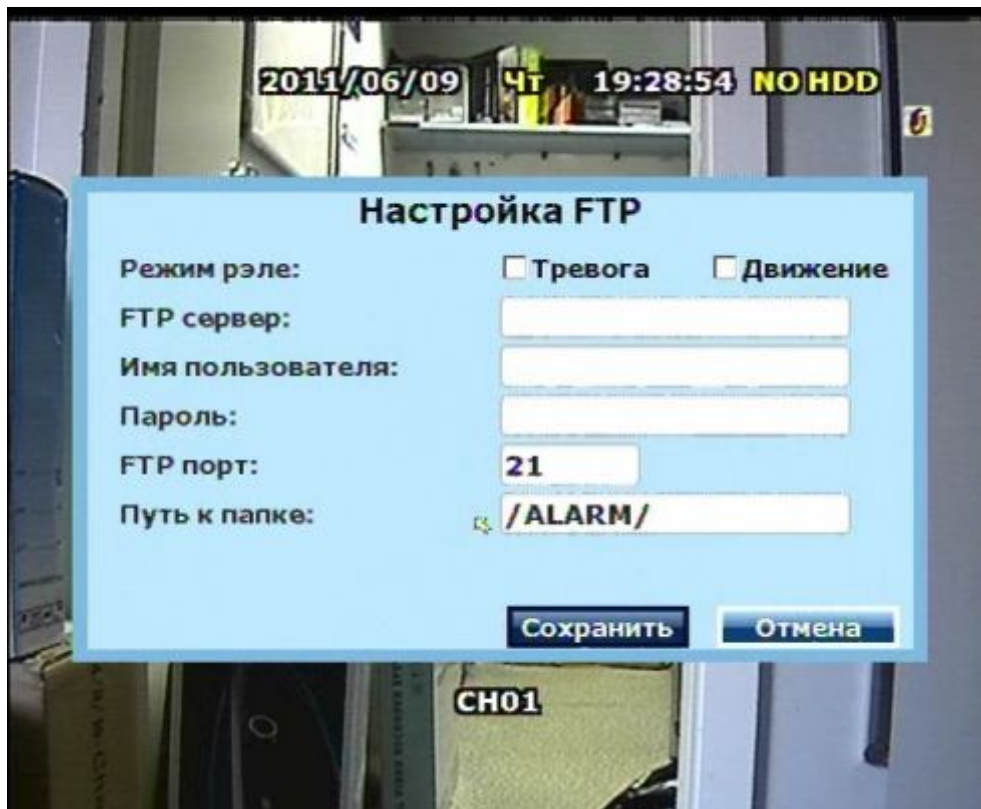 2011/06/09 Чт 19:28:54 NO HDD
Настройка FTP
Режим рэле: Тревога Движение
FTP сервер:
Имя пользователя:
Пароль:
FTP порт: 21
Путь к папке: /ALARM/
Сохранить Отмена
CH01